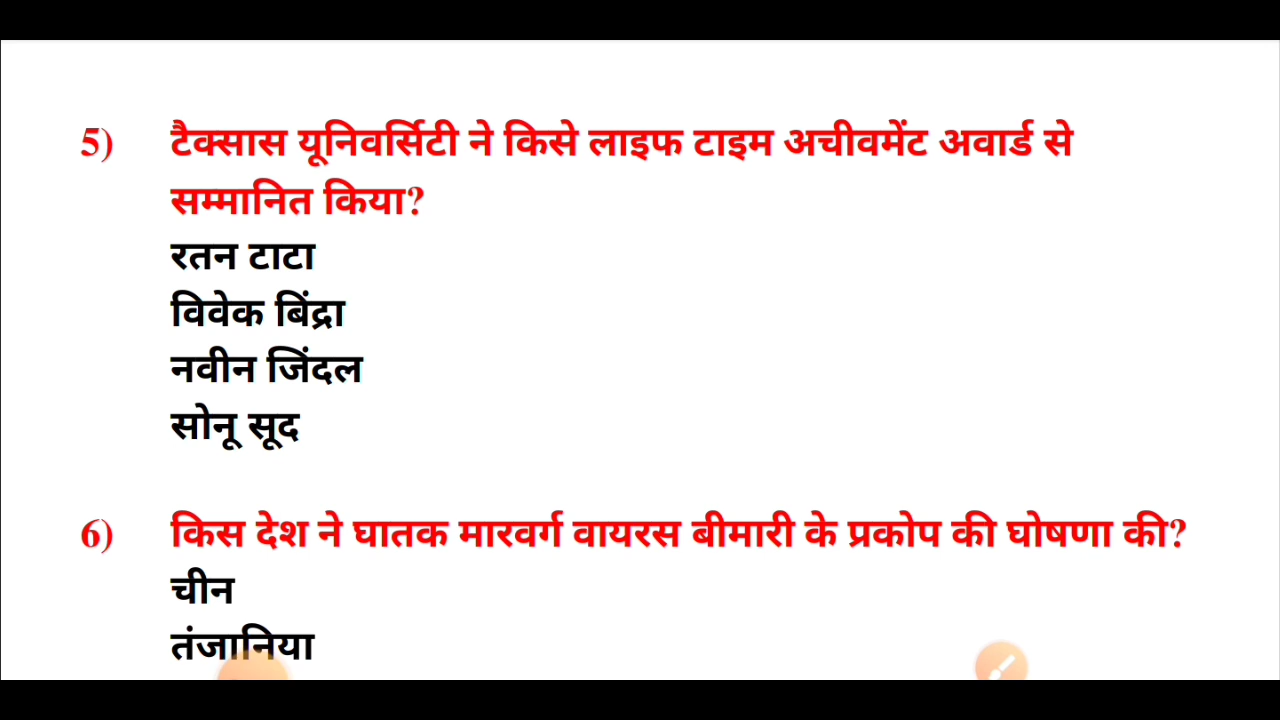 5) टैक्सास यूनिवर्सिटी ने किसे लाइफ टाइम अचीवमेंट अवार्ड से
सम्मानित किया?
रतन टाटा
विवेक बिंद्रा
नवीन जिंदल
सोनू सूद
6) किस देश ने घातक मारवर्ग वायरस बीमारी के प्रकोप की घोषणा की?
चीन
तंजानिया